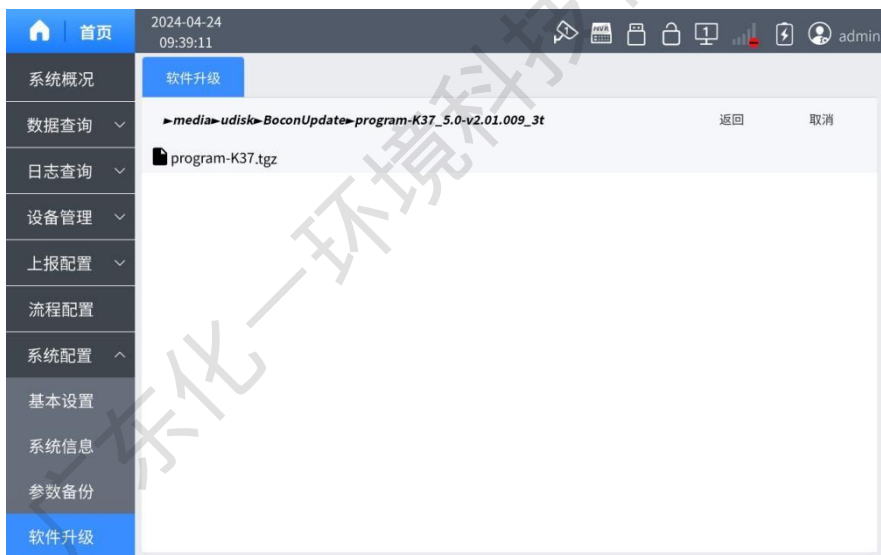 首页
2024-04-24
09:39:11
NVR
1
1
admin
系统概况
软件升级
数据查询
►media►udisk►BoconUpdate►program-K37_5.0-v2.01.009_3t
返回
取消
program-K37.tgz
日志查询
设备管理
上报配置
流程配置
系统配置
基本设置
系统信息
参数备份
软件升级
广东化一环境科技